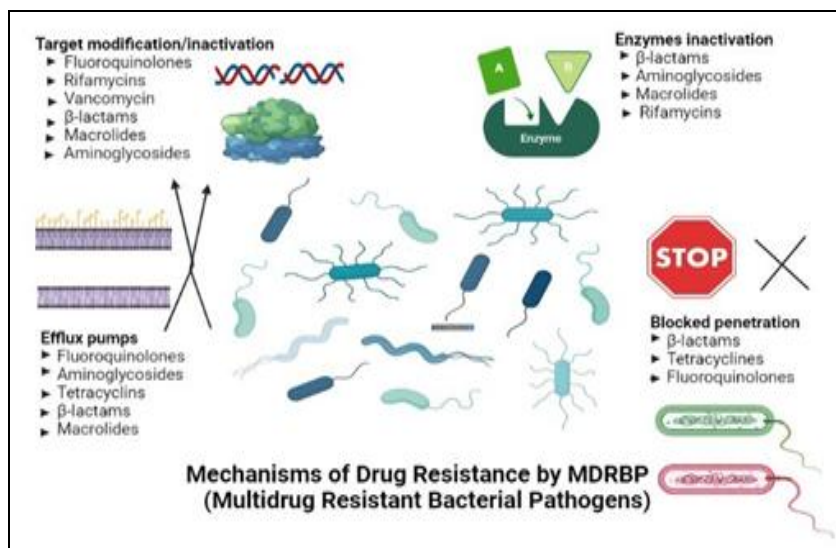 Target modification/inactivation
Fluoroquinolones
Rifamycins
Vancomycin
β-lactams
Macrolides
Aminoglycosides
Enzymes inactivation
β-lactams
Aminoglycosides
Macrolides
Rifamycins
A
B
Enzyme
STOP
Efflux pumps
Fluoroquinolones
Aminoglycosides
Tetracyclins
β-lactams
Macrolides
Blocked penetration
β-lactams
Tetracyclines
Fluoroquinolones
Mechanisms of Drug Resistance by MDRBP
(Multidrug Resistant Bacterial Pathogens)